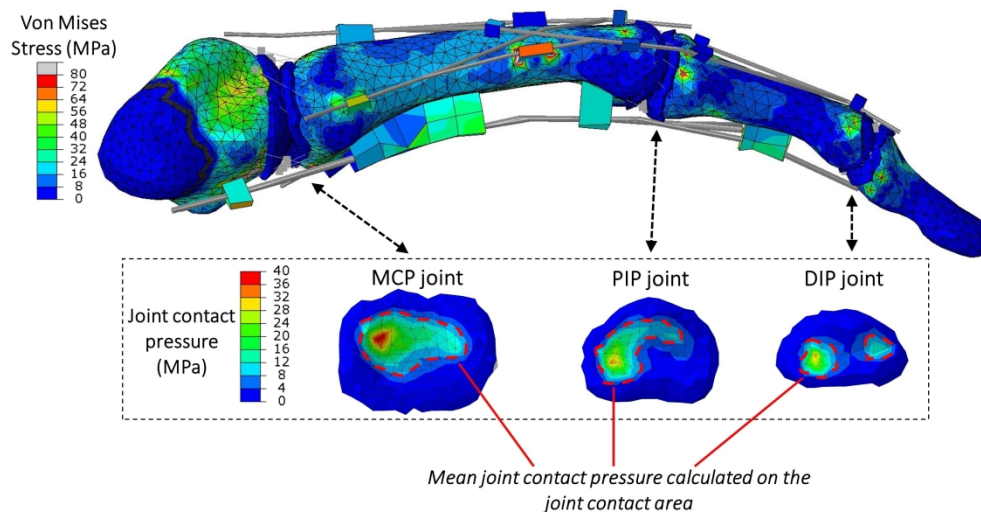 Von Mises
Stress (MPa)
80
72
64
56
48
40
32
24
16
8
0
MCP joint
PIP joint
DIP joint
Joint contact
pressure
(MPa)
40
36
32
28
24
20
16
12
8
4
0
Mean joint contact pressure calculated on the
joint contact area